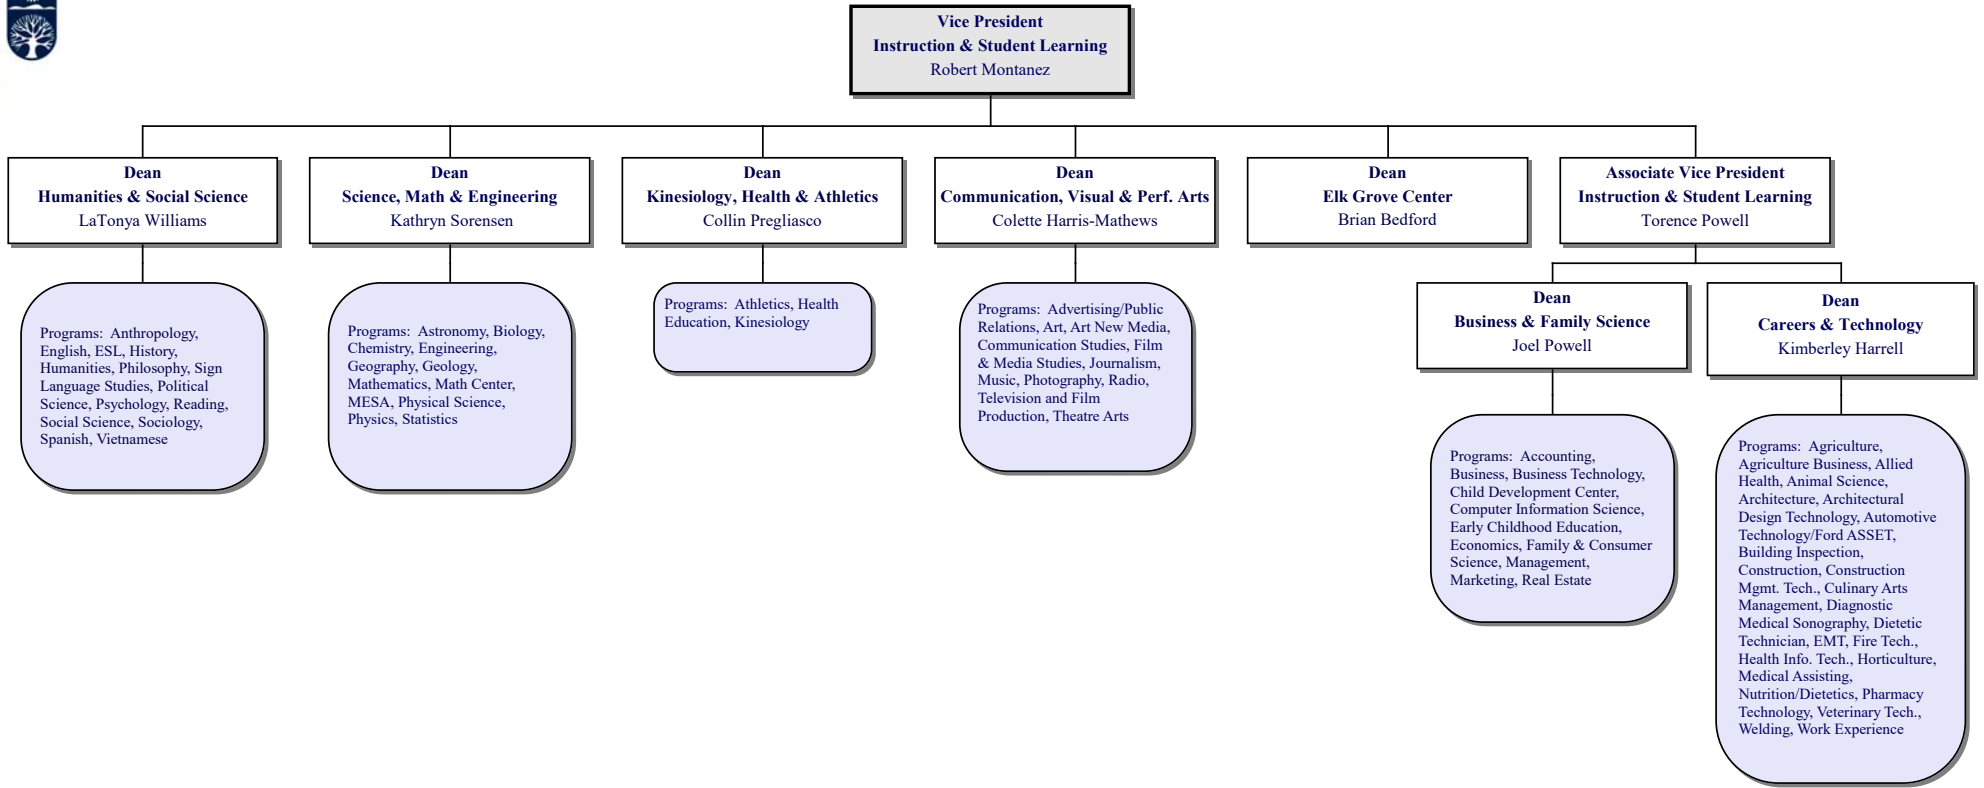 Vice President
Instruction & Student Learning
Robert Montanez
Dean
Humanities & Social Science
LaTonya Williams
Dean
Science, Math & Engineering
Kathryn Sorensen
Dean
Kinesiology, Health & Athletics
Collin Pregliasco
Dean
Communication, Visual & Perf. Arts
Colette Harris-Mathews
Dean
Elk Grove Center
Brian Bedford
Associate Vice President
Instruction & Student Learning
Torence Powell
Programs: Anthropology,
English, ESL, History,
Humanities, Philosophy, Sign
Language Studies, Political
Science, Psychology, Reading,
Social Science, Sociology,
Spanish, Vietnamese
Programs: Astronomy, Biology,
Chemistry, Engineering,
Geography, Geology,
Mathematics, Math Center,
MESA, Physical Science,
Physics, Statistics
Programs: Athletics, Health
Education, Kinesiology
Programs: Advertising/Public
Relations, Art, Art New Media,
Communication Studies, Film
& Media Studies, Journalism,
Music, Photography, Radio,
Television and Film
Production, Theatre Arts
Dean
Business & Family Science
Joel Powell
Dean
Careers & Technology
Kimberley Harrell
Programs: Accounting,
Business, Business Technology,
Child Development Center,
Computer Information Science,
Early Childhood Education,
Economics, Family & Consumer
Science, Management,
Marketing, Real Estate
Programs: Agriculture,
Agriculture Business, Allied
Health, Animal Science,
Architecture, Architectural
Design Technology, Automotive
Technology/Ford ASSET,
Building Inspection,
Construction, Construction
Mgmt. Tech., Culinary Arts
Management, Diagnostic
Medical Sonography, Dietetic
Technician, EMT, Fire Tech.,
Health Info. Tech., Horticulture,
Medical Assisting,
Nutrition/Dietetics, Pharmacy
Technology, Veterinary Tech.,
Welding, Work Experience